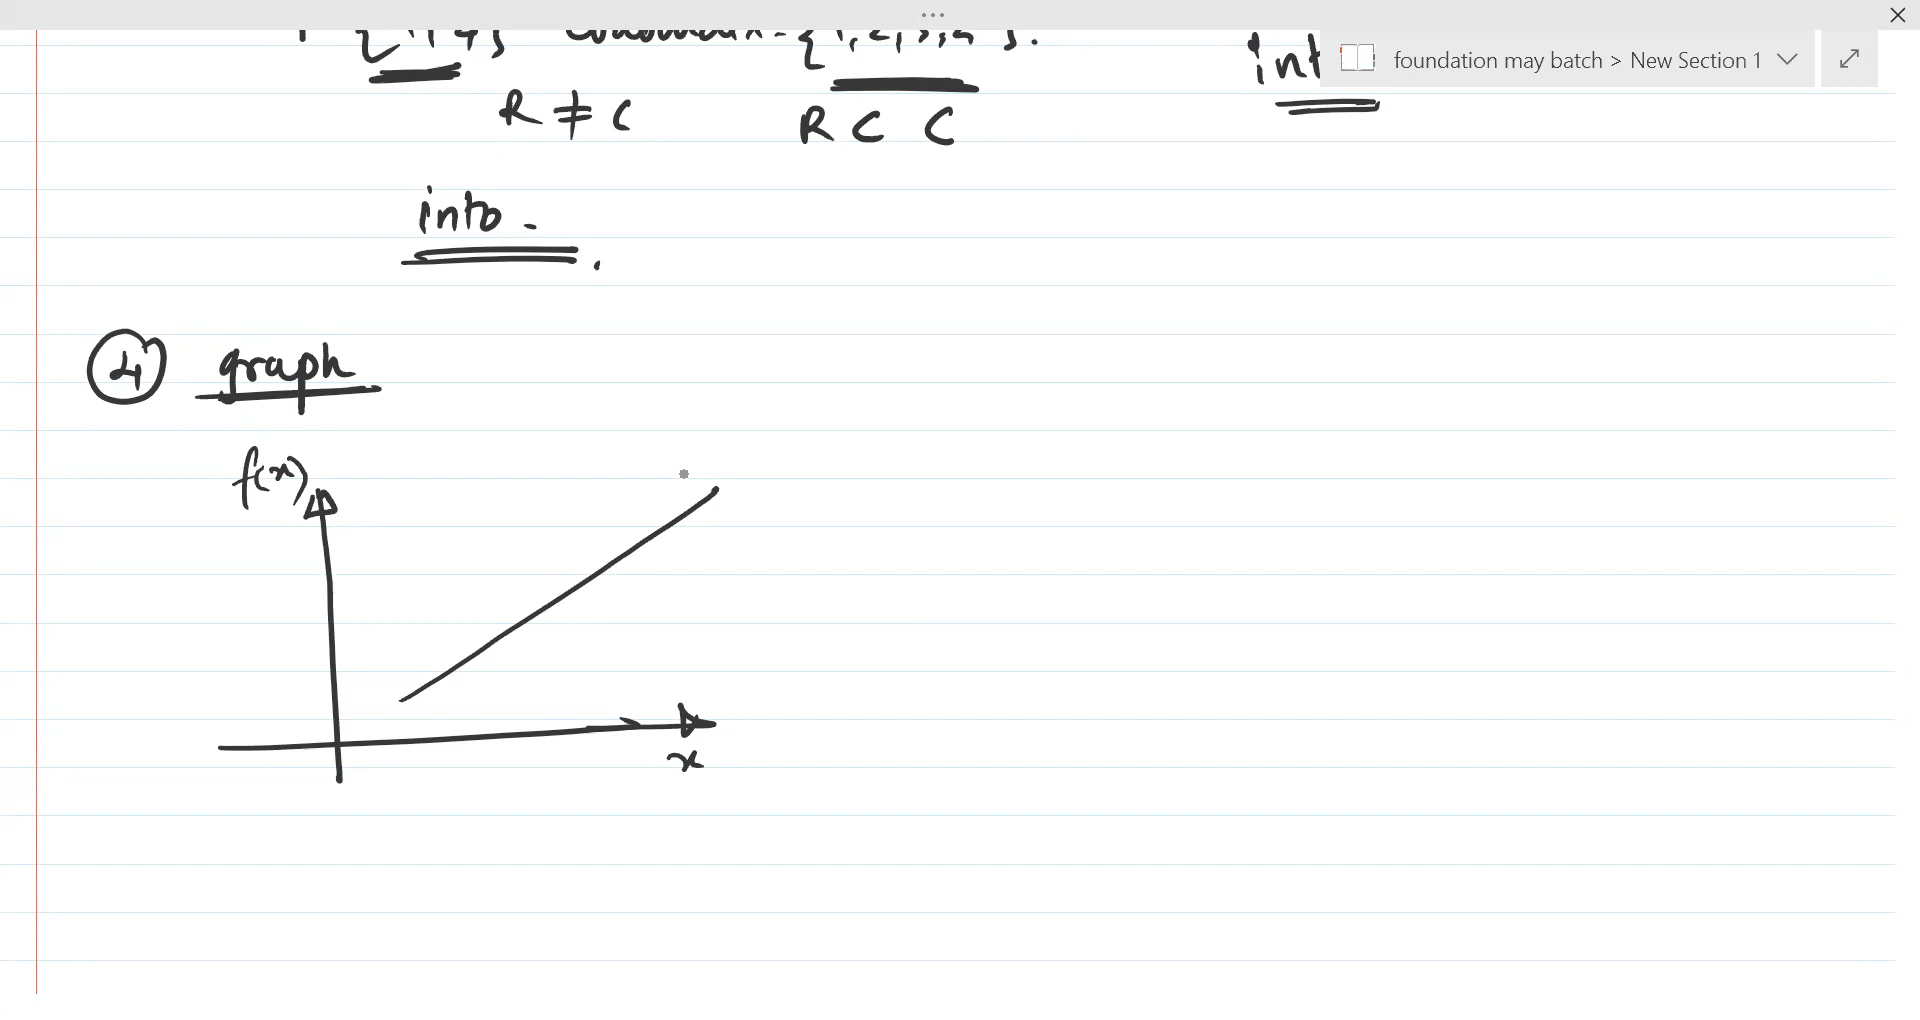 foundation may batch > New Section 1
R ≠ C R ⊂ C
into.
④ graph
f(x)
x